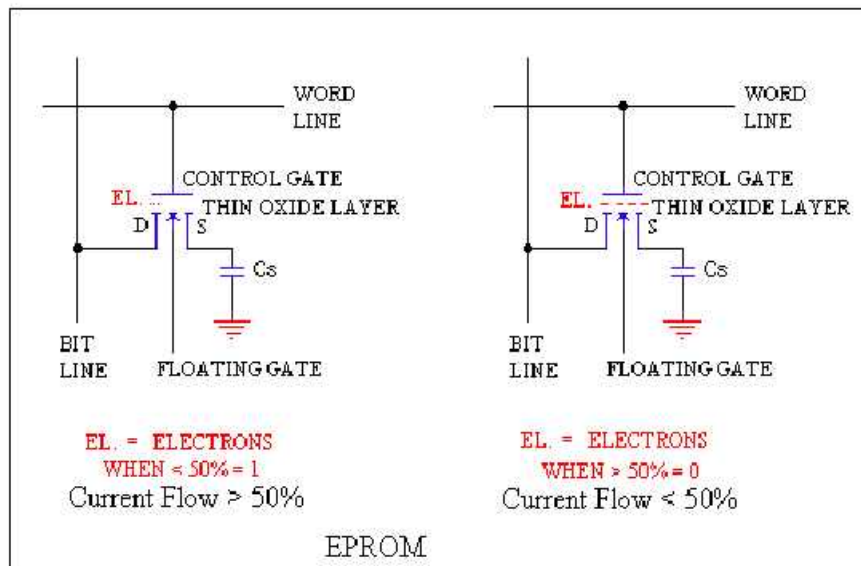 WORD
LINE
CONTROL GATE
EL.
THIN OXIDE LAYER
D
S
Cs
BIT
LINE
FLOATING GATE
EL. = ELECTRONS
WHEN < 50% = 1
Current Flow > 50%
WORD
LINE
CONTROL GATE
EL.
THIN OXIDE LAYER
D
S
Cs
BIT
LINE
FLOATING GATE
EL. = ELECTRONS
WHEN > 50% = 0
Current Flow < 50%
EPROM